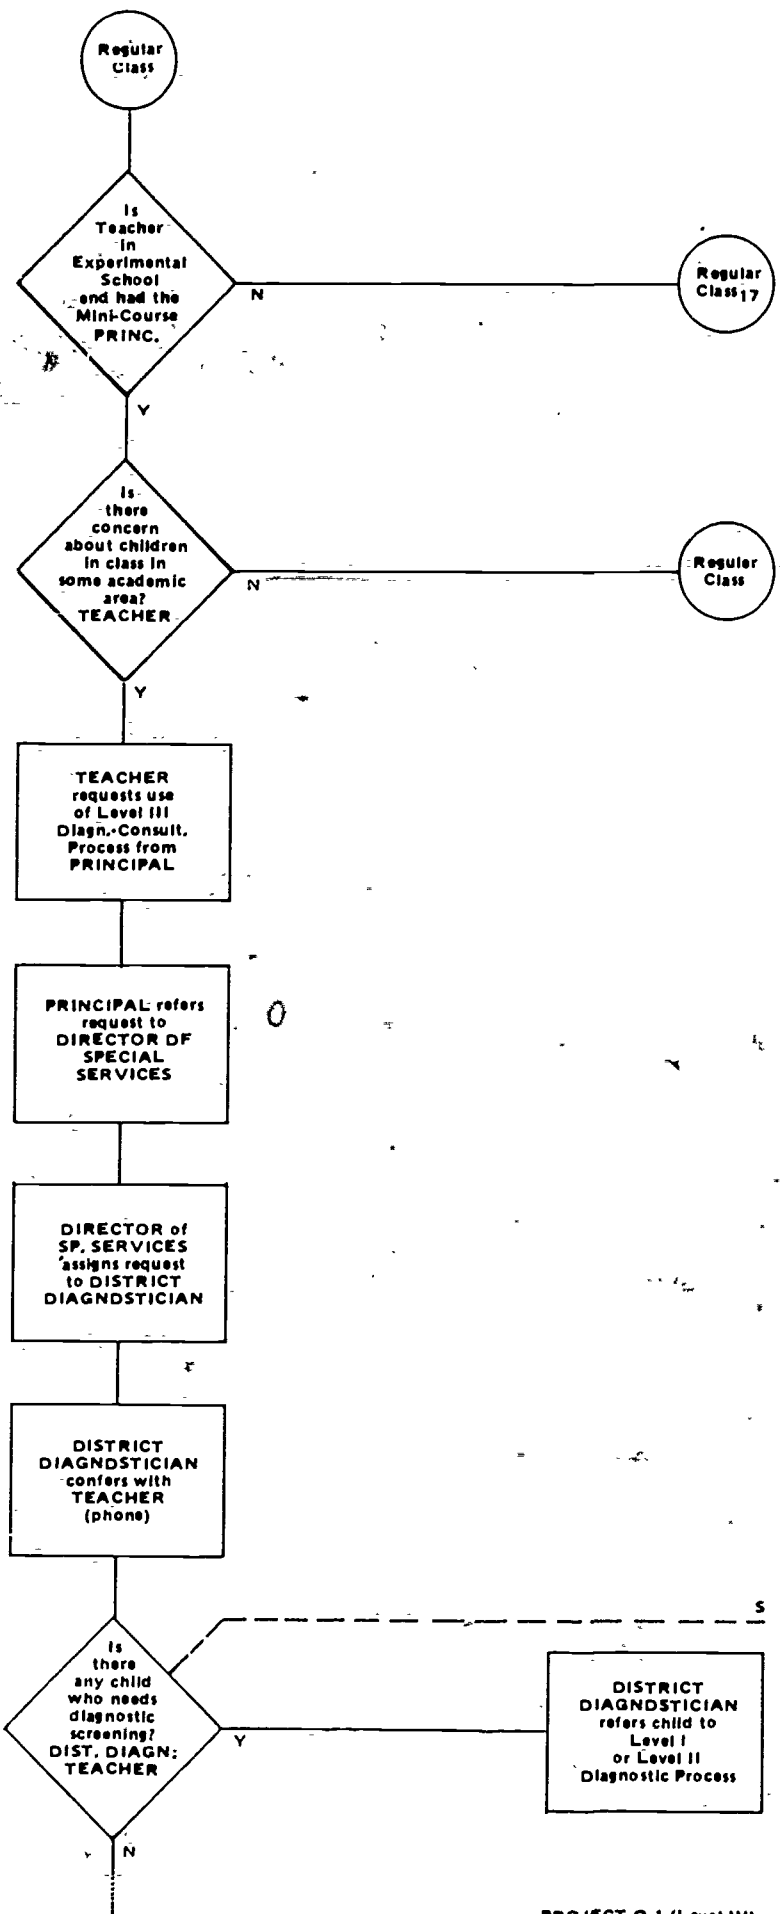 Regular
Class
Is
Teacher
in
Experimental
School
and had the
Mini-Course
PRINC.
N
Regular
Class17
Y
Is
there
concern
about children
in class in
some academic
area?
TEACHER
N
Regular
Class
Y
TEACHER
requests use
of Level III
Diagn.-Consult.
Process from
PRINCIPAL
PRINCIPAL refers
request to
DIRECTOR OF
SPECIAL
SERVICES
DIRECTOR of
SP. SERVICES
assigns request
to DISTRICT
DIAGNOSTICIAN
DISTRICT
DIAGNOSTICIAN
confers with
TEACHER
(phone)
S
Is
there
any child
who needs
diagnostic
screening?
DIST. DIAGN;
TEACHER
Y
DISTRICT
DIAGNOSTICIAN
refers child to
Level I
or Level II
Diagnostic Process
N